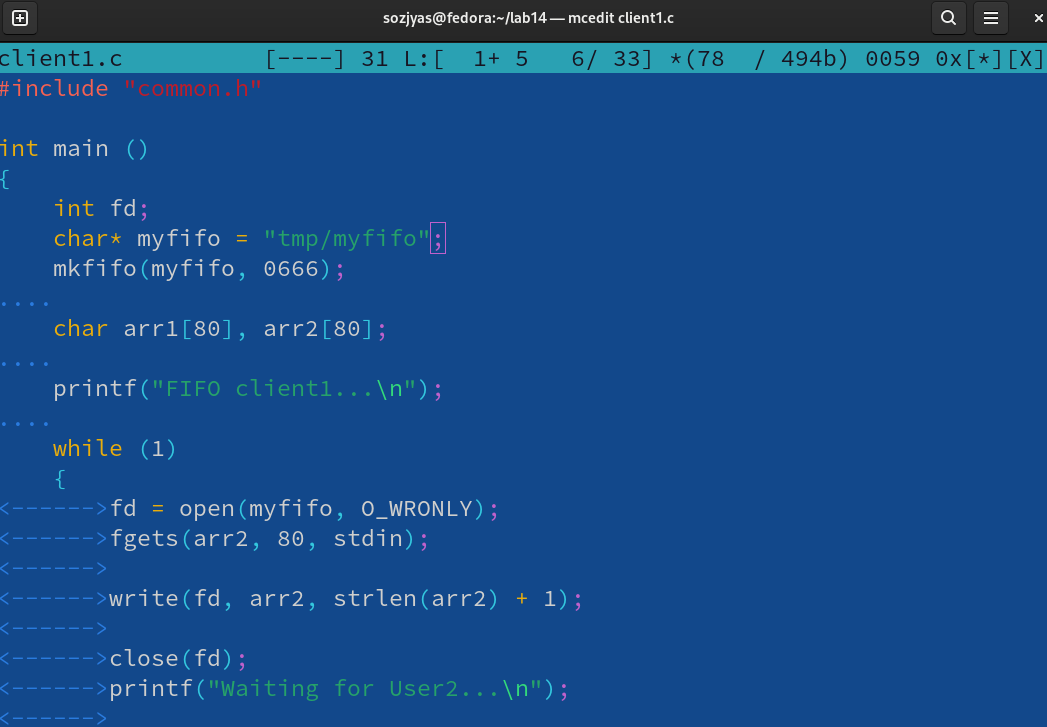 sozjyas@fedora:~/lab14 — mcedit client1.c
client1.c          [----] 31 L:[  1+ 5   6/ 33] *(78  / 494b) 0059 0x[*][X]
#include "common.h"

int main ()
{
    int fd;
    char* myfifo = "tmp/myfifo";
    mkfifo(myfifo, 0666);
....
    char arr1[80], arr2[80];
....
    printf("FIFO client1...\n");
....
    while (1)
    {
<------>fd = open(myfifo, O_WRONLY);
<------>fgets(arr2, 80, stdin);
<------>
<------>write(fd, arr2, strlen(arr2) + 1);
<------>
<------>close(fd);
<------>printf("Waiting for User2...\n");
<------>